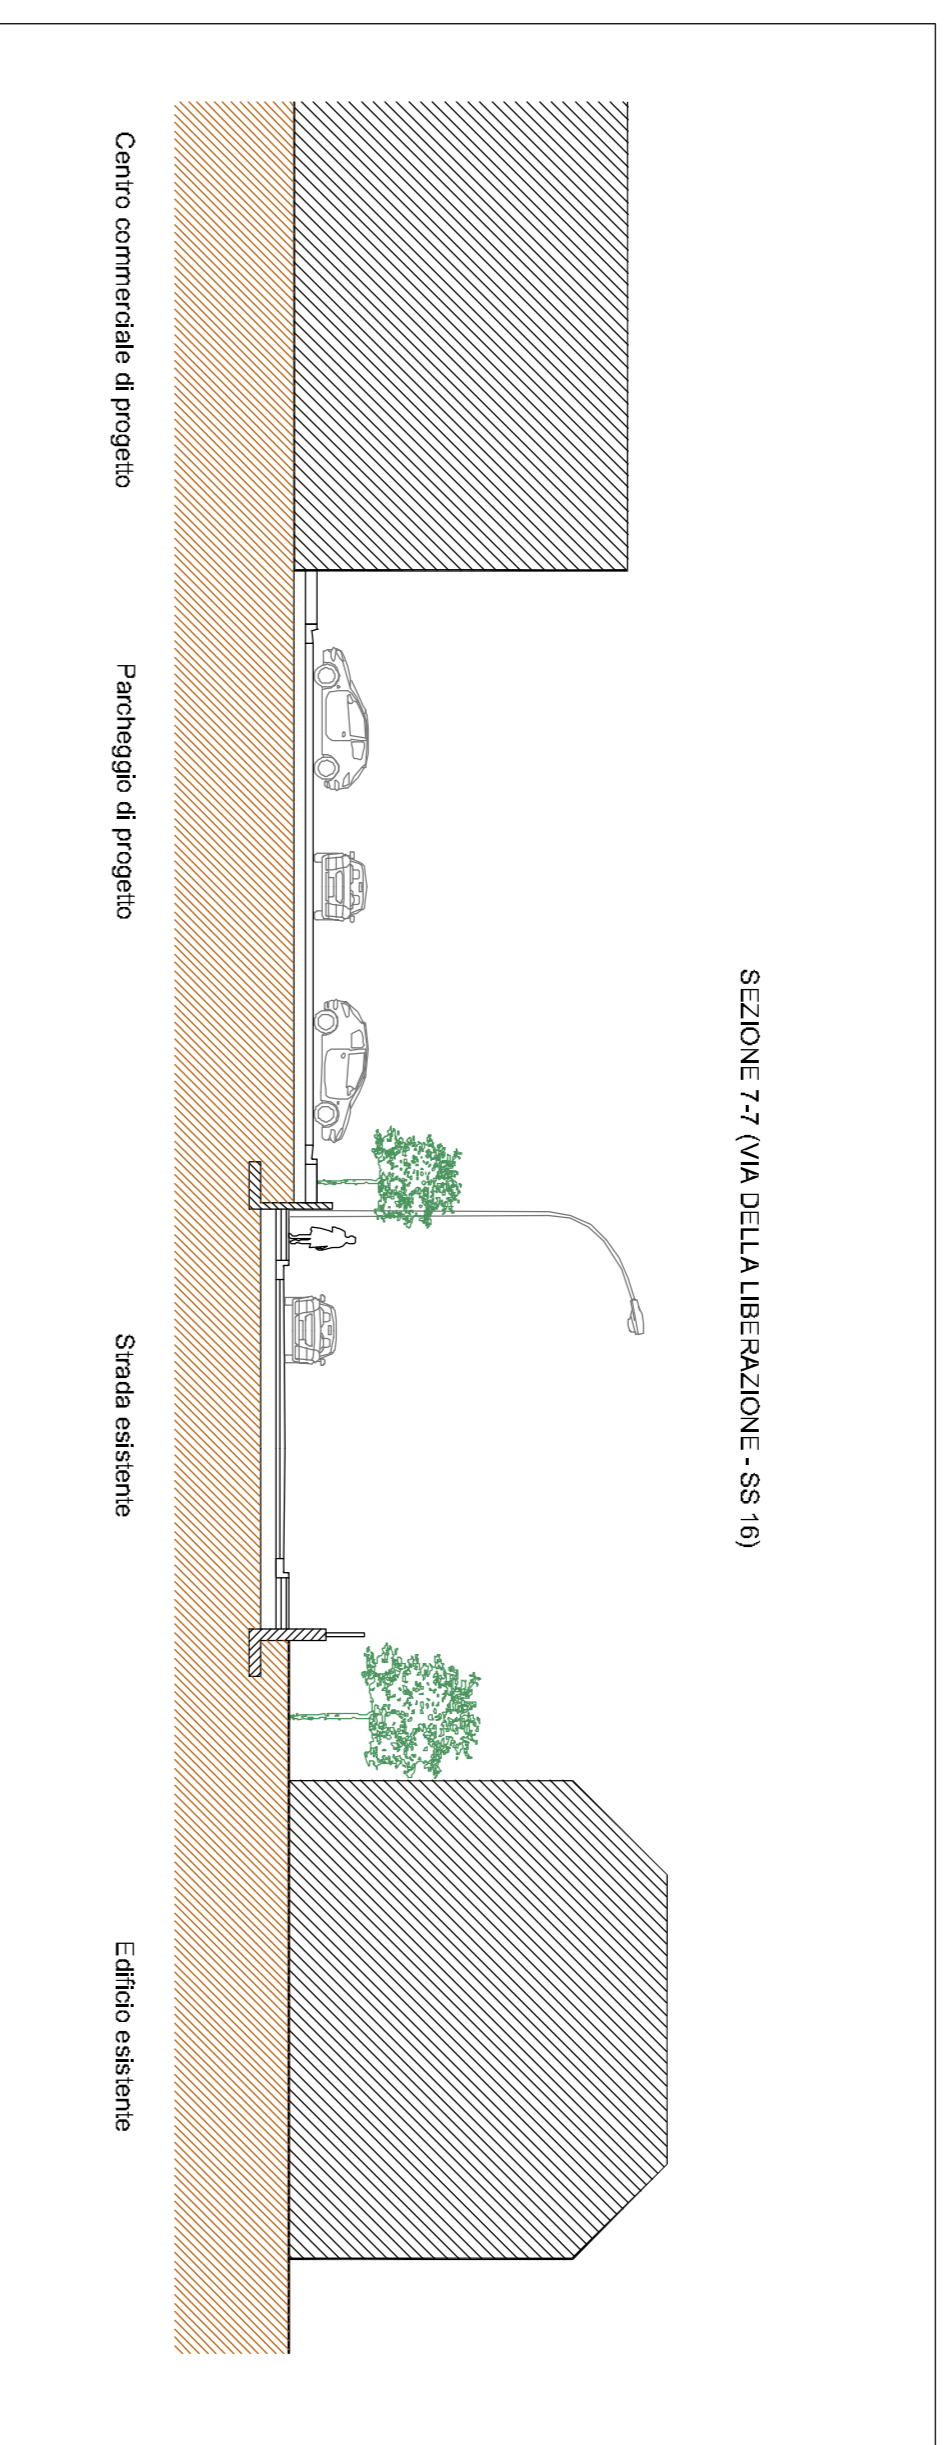 SEZIONE 7-7 (VIA DELLA LIBERAZIONE - SS 16)
Centro commerciale di progetto
Parcheggio di progetto
Strada esistente
Edificio esistente